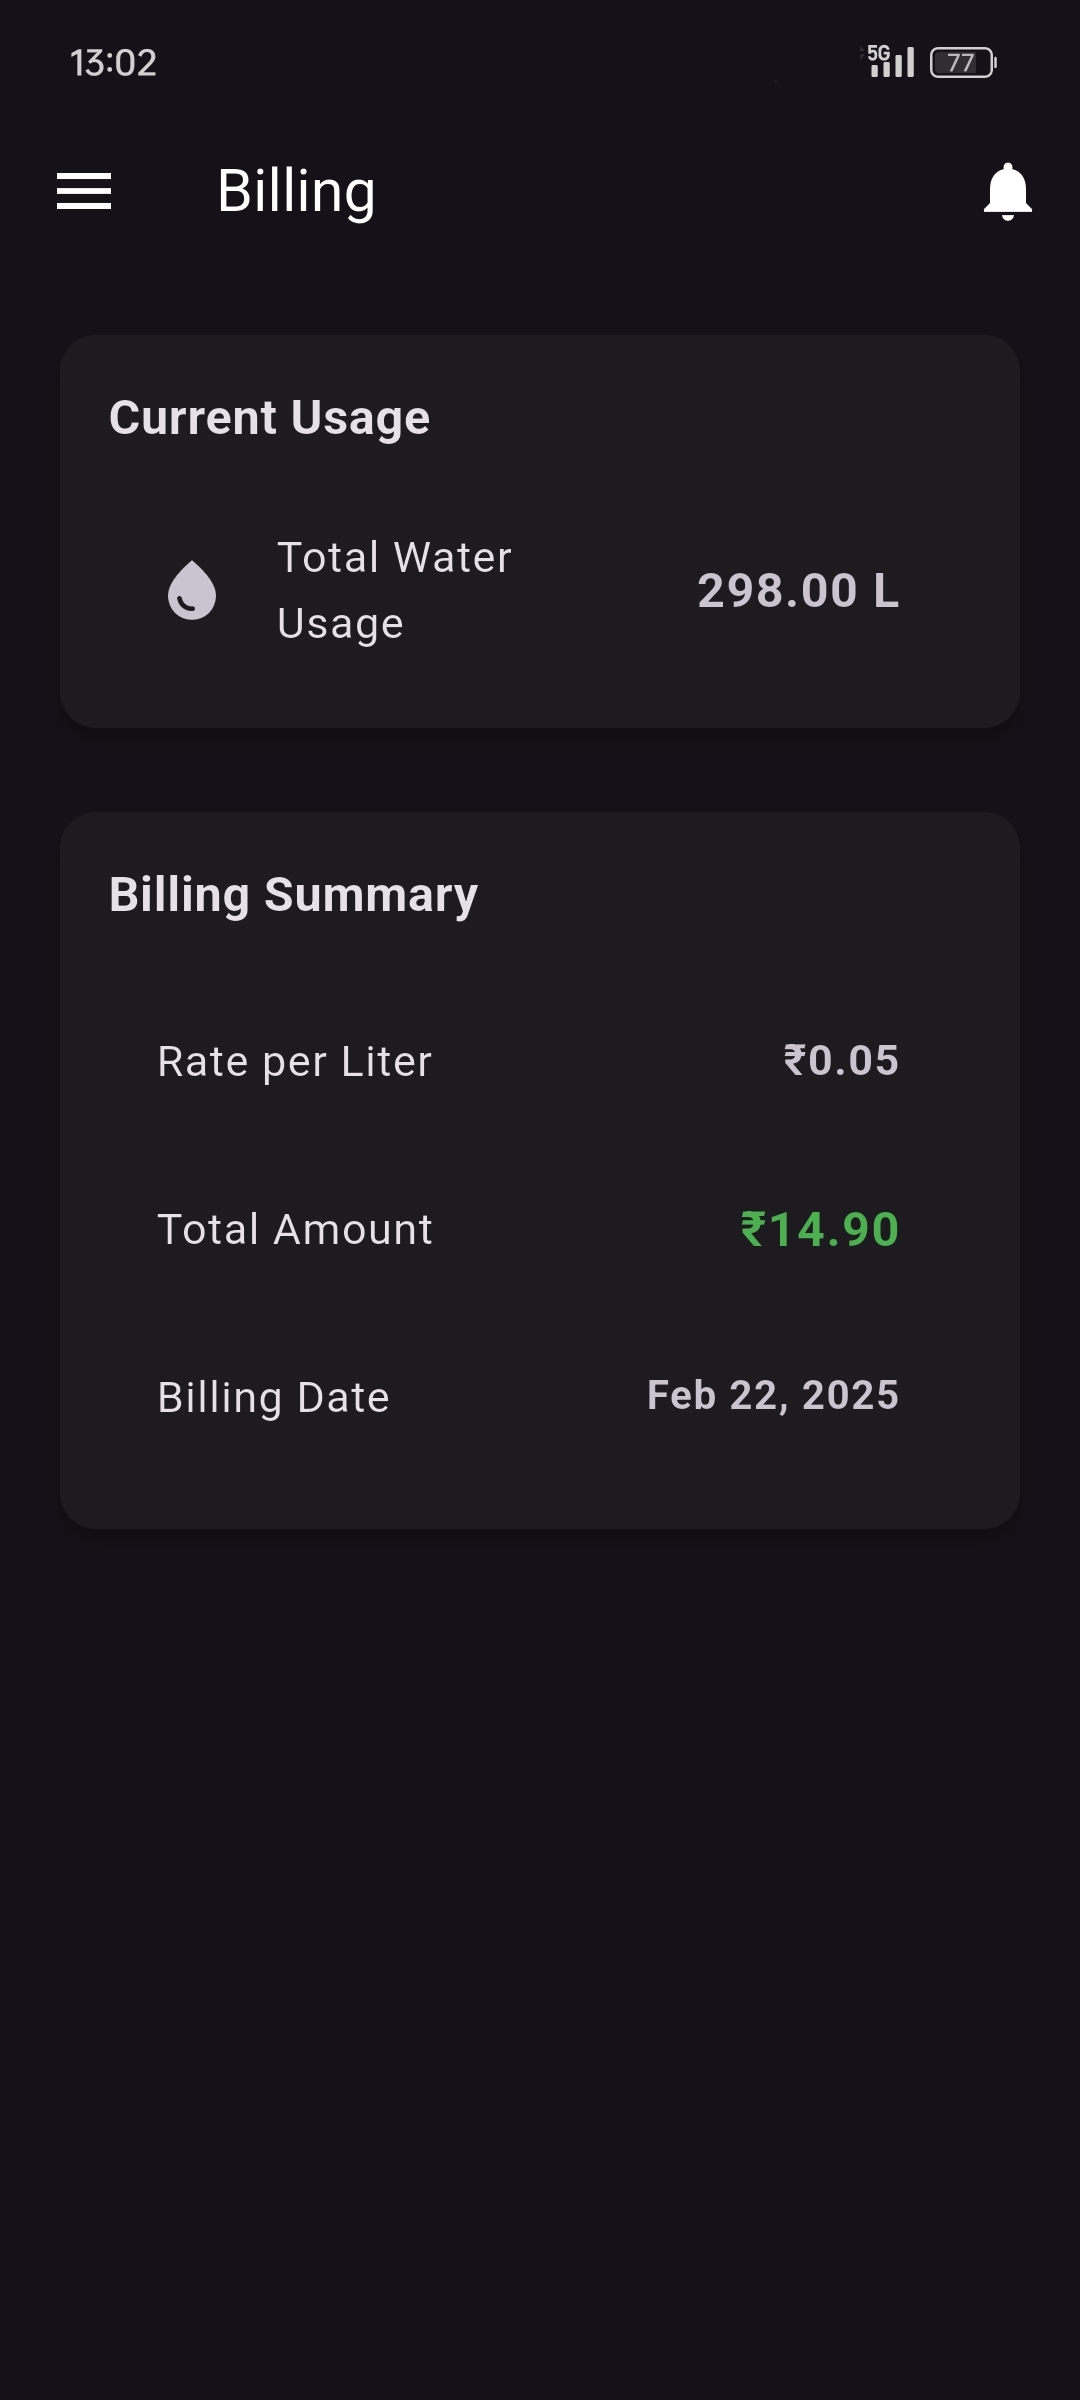 13:02
5G
77
Billing
Current Usage
Total Water
Usage
298.00 L
Billing Summary
Rate per Liter
₹0.05
Total Amount
₹14.90
Billing Date
Feb 22, 2025